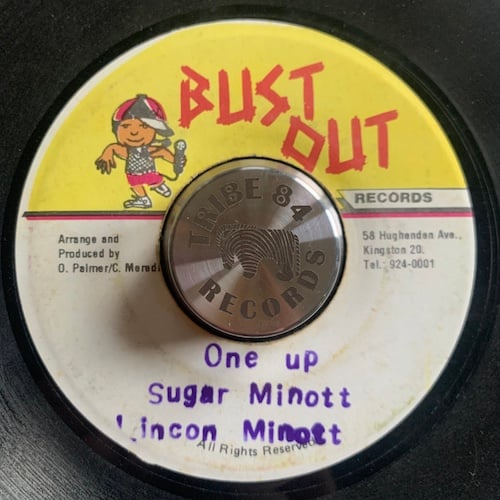 BUST
OUT
RECORDS
TRIBE 84
RECORDS
Arrange and
Produced by
O. Palmer/C.
58 Hughenden Ave.,
Kingston 20.
Tel.: 924-0001
One up
Sugar Minott
Lincon Minott
All Rights Reserved